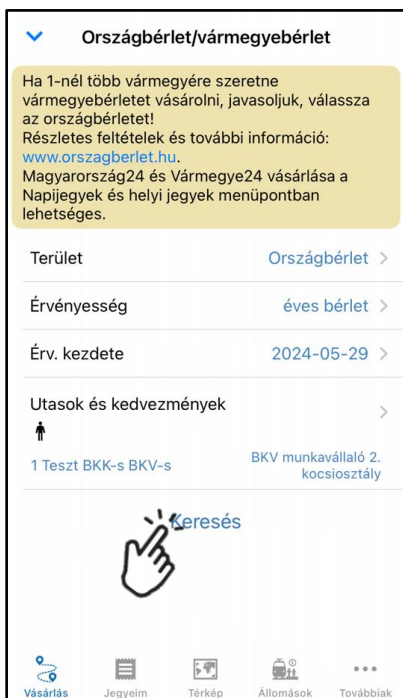 Országbérlet/vármegyebérlet
Ha 1-nél több vármegyére szeretne
vármegyebérletet vásárolni, javasoljuk, válassza
az országbérletet!
Részletes feltételek és további információ:
www.orszagberlet.hu.
Magyarország24 és Vármegye24 vásárlása a
Napijegyek és helyi jegyek menüpontban
lehetséges.
Terület Országbérlet
Érvényesség éves bérlet
Érv. kezdete 2024-05-29
Utasok és kedvezmények
1 Teszt BKK-s BKV-s BKV munkavállaló 2.
kocsiosztály
Keresés
Vásárlás Jegyeim Térkép Állomások Továbbiak